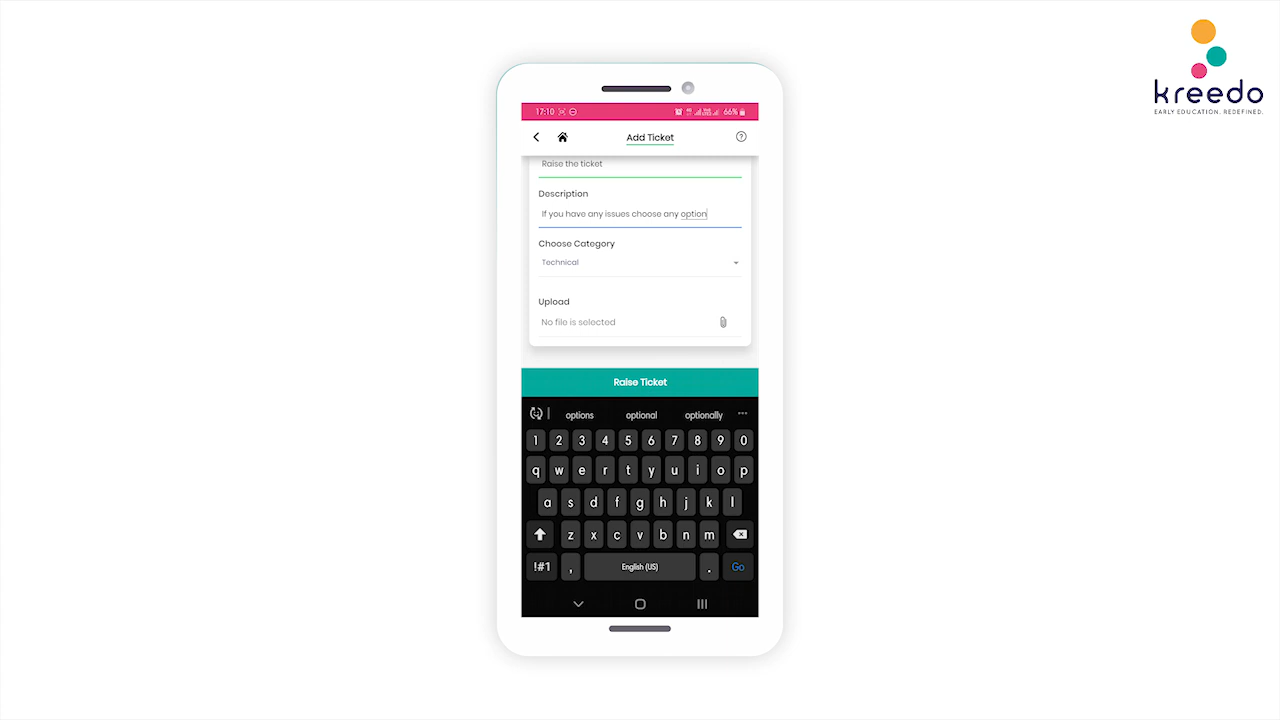 kreedo
EARLY EDUCATION. REDEFINED.
17:10
66%
Add Ticket
Raise the ticket
Description
If you have any issues choose any option
Choose Category
Technical
Upload
No file is selected
Raise Ticket
options optional optionally
1 2 3 4 5 6 7 8 9 0
q w e r t y u i o p
a s d f g h j k l
z x c v b n m
!#1 , English (US) . Go